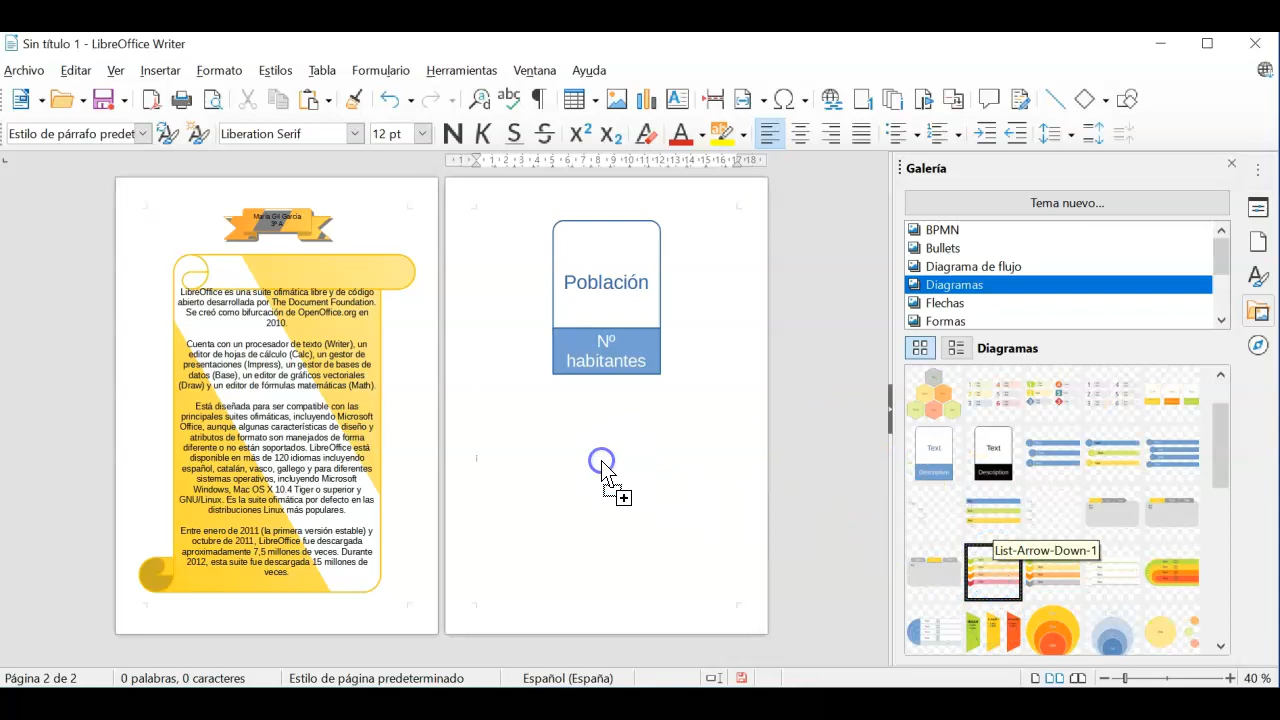 Sin título 1 - LibreOffice Writer
Archivo Editar Ver Insertar Formato Estilos Tabla Formulario Herramientas Ventana Ayuda
Estilo de párrafo predet Liberation Serif 12 pt
María Gil García
3º A
LibreOffice es una suite ofimática libre y de código
abierto desarrollada por The Document Foundation.
Se creó como bifurcación de OpenOffice.org en
2010.
Cuenta con un procesador de texto (Writer), un
editor de hojas de cálculo (Calc), un gestor de
presentaciones (Impress), un gestor de bases de
datos (Base), un editor de gráficos vectoriales
(Draw) y un editor de fórmulas matemáticas (Math).
Está diseñada para ser compatible con las
principales suites ofimáticas, incluyendo Microsoft
Office, aunque algunas características de diseño y
atributos de formato son manejados de forma
diferente o no están soportados. LibreOffice está
disponible en más de 120 idiomas incluyendo
español, catalán, vasco, gallego y para diferentes
sistemas operativos, incluyendo Microsoft
Windows, Mac OS X 10.4 Tiger o superior y
GNU/Linux. Es la suite ofimática por defecto en las
distribuciones Linux más populares.
Entre enero de 2011 (la primera versión estable) y
octubre de 2011, LibreOffice fue descargada
aproximadamente 7,5 millones de veces. Durante
2012, esta suite fue descargada 15 millones de
veces.
Población
Nº
habitantes
Galería
Tema nuevo...
BPMN
Bullets
Diagrama de flujo
Diagramas
Flechas
Formas
Diagramas
Text Text
Description Description
List-Arrow-Down-1
Página 2 de 2 0 palabras, 0 caracteres Estilo de página predeterminado Español (España) 40 %